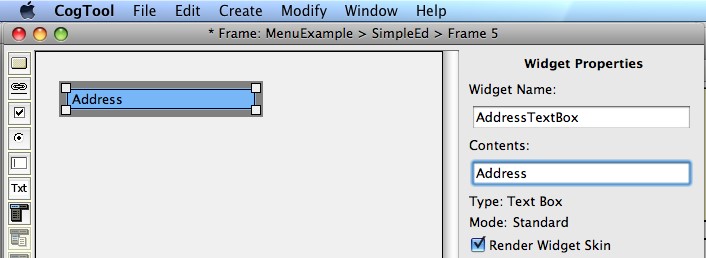 CogTool File Edit Create Modify Window Help
* Frame: MenuExample > SimpleEd > Frame 5
Address
Txt
Widget Properties
Widget Name:
AddressTextBox
Contents:
Address
Type: Text Box
Mode: Standard
Render Widget Skin